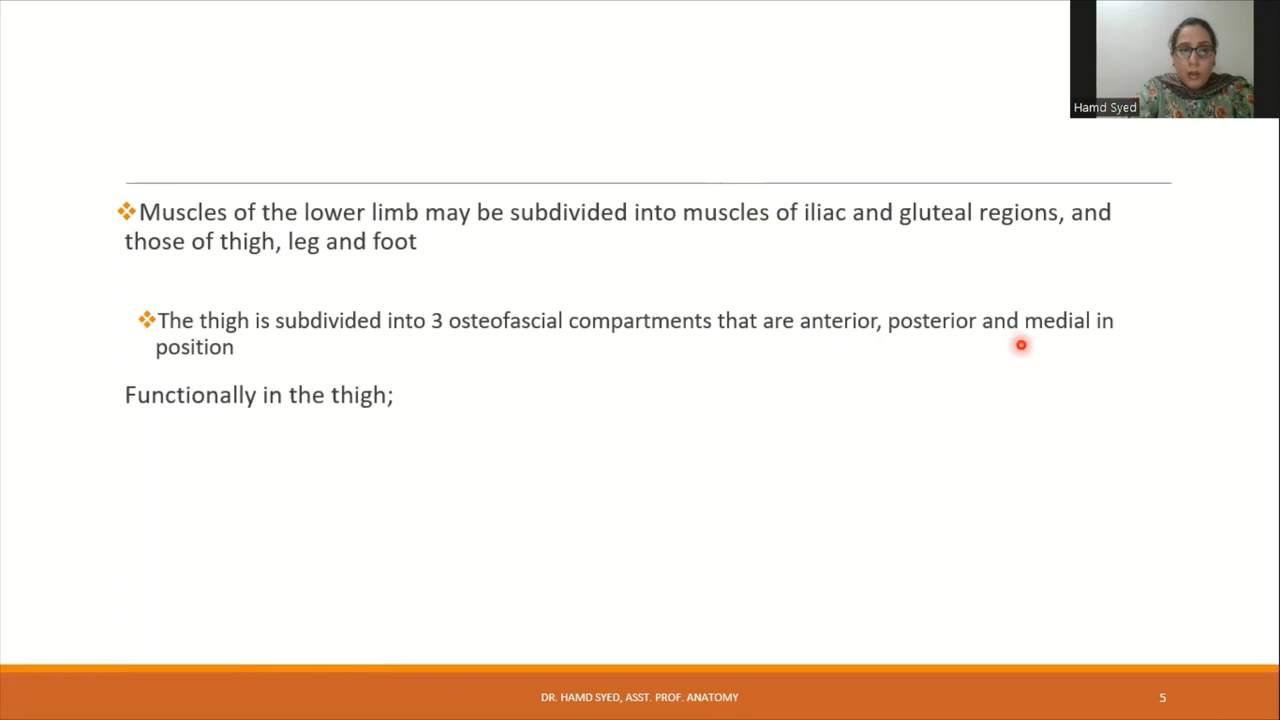 Hamd Syed
Muscles of the lower limb may be subdivided into muscles of iliac and gluteal regions, and
those of thigh, leg and foot
The thigh is subdivided into 3 osteofascial compartments that are anterior, posterior and medial in
position
Functionally in the thigh;
DR. HAMD SYED, ASST. PROF. ANATOMY
5